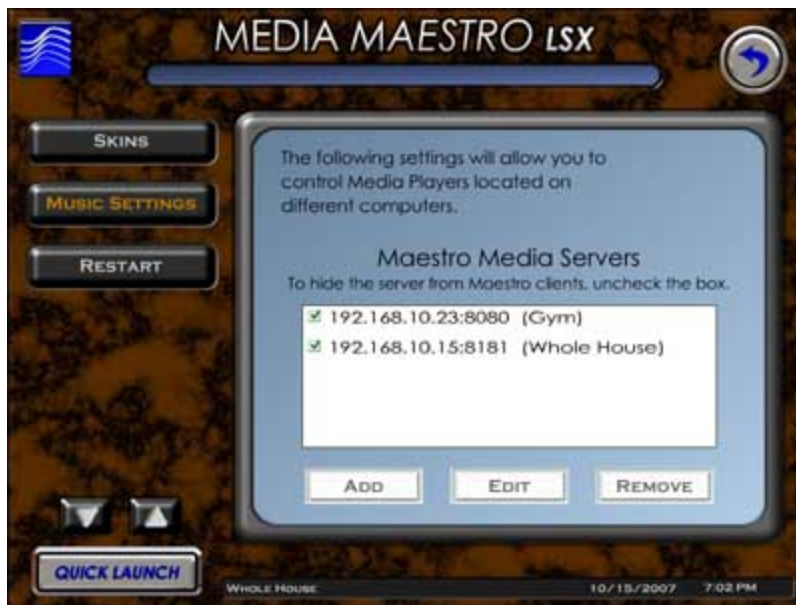 MEDIA MAESTRO LSX
SKINS
MUSIC SETTINGS
RESTART
The following settings will allow you to
control Media Players located on
different computers.
Maestro Media Servers
To hide the server from Maestro clients, uncheck the box.
192.168.10.23:8080 (Gym)
192.168.10.15:8181 (Whole House)
ADD EDIT REMOVE
QUICK LAUNCH
WHOLE HOUSE 10/15/2007 7:02 PM